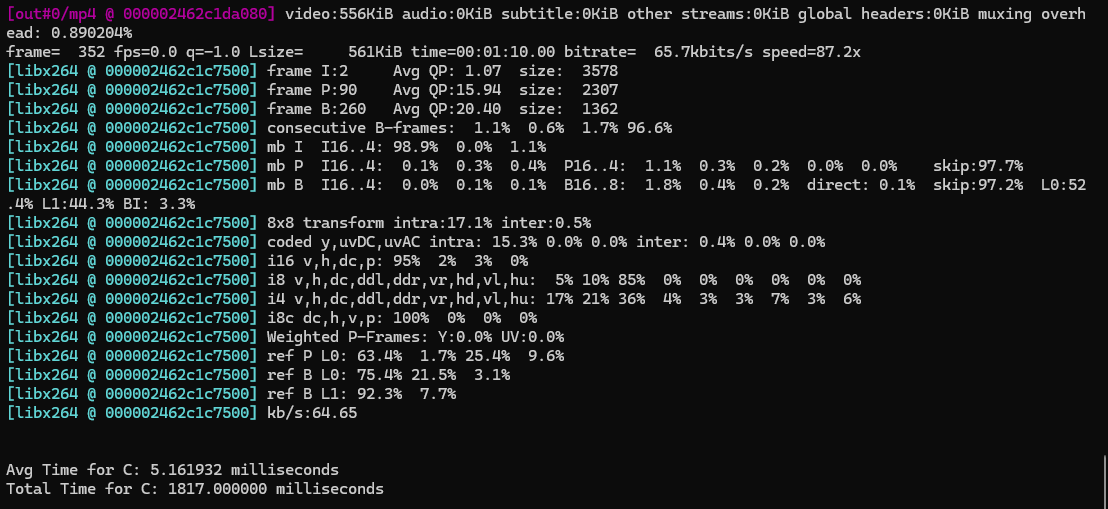 [out#0/mp4 @ 000002462c1da080] video:556KiB audio:0KiB subtitle:0KiB other streams:0KiB global headers:0KiB muxing overh
ead: 0.890204%
frame=  352 fps=0.0 q=-1.0 Lsize=     561KiB time=00:01:10.00 bitrate=  65.7kbits/s speed=87.2x
[libx264 @ 000002462c1c7500] frame I:2     Avg QP: 1.07  size:  3578
[libx264 @ 000002462c1c7500] frame P:90    Avg QP:15.94  size:  2307
[libx264 @ 000002462c1c7500] frame B:260   Avg QP:20.40  size:  1362
[libx264 @ 000002462c1c7500] consecutive B-frames:  1.1%  0.6%  1.7% 96.6%
[libx264 @ 000002462c1c7500] mb I  I16..4: 98.9%  0.0%  1.1%
[libx264 @ 000002462c1c7500] mb P  I16..4:  0.1%  0.3%  0.4%  P16..4:  1.1%  0.3%  0.2%  0.0%  0.0%    skip:97.7%
[libx264 @ 000002462c1c7500] mb B  I16..4:  0.0%  0.1%  0.1%  B16..8:  1.8%  0.4%  0.2%  direct: 0.1%  skip:97.2%  L0:52
.4% L1:44.3% BI: 3.3%
[libx264 @ 000002462c1c7500] 8x8 transform intra:17.1% inter:0.5%
[libx264 @ 000002462c1c7500] coded y,uvDC,uvAC intra: 15.3% 0.0% 0.0% inter: 0.4% 0.0% 0.0%
[libx264 @ 000002462c1c7500] i16 v,h,dc,p: 95%  2%  3%  0%
[libx264 @ 000002462c1c7500] i8 v,h,dc,ddl,ddr,vr,hd,vl,hu:  5% 10% 85%  0%  0%  0%  0%  0%  0%
[libx264 @ 000002462c1c7500] i4 v,h,dc,ddl,ddr,vr,hd,vl,hu: 17% 21% 36%  4%  3%  3%  7%  3%  6%
[libx264 @ 000002462c1c7500] i8c dc,h,v,p: 100%  0%  0%  0%
[libx264 @ 000002462c1c7500] Weighted P-Frames: Y:0.0% UV:0.0%
[libx264 @ 000002462c1c7500] ref P L0: 63.4%  1.7% 25.4%  9.6%
[libx264 @ 000002462c1c7500] ref B L0: 75.4% 21.5%  3.1%
[libx264 @ 000002462c1c7500] ref B L1: 92.3%  7.7%
[libx264 @ 000002462c1c7500] kb/s:64.65
Avg Time for C: 5.161932 milliseconds
Total Time for C: 1817.000000 milliseconds